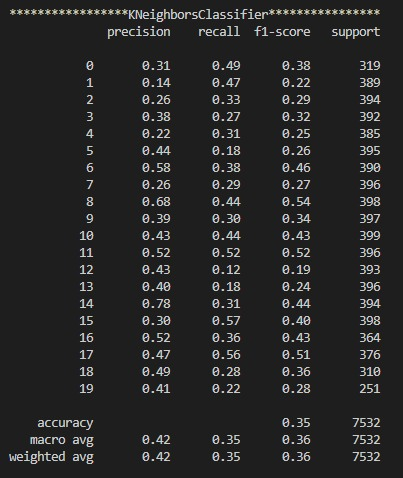 *****************KNeighborsClassifier****************
precision recall f1-score support
0 0.31 0.49 0.38 319
1 0.14 0.47 0.22 389
2 0.26 0.33 0.29 394
3 0.38 0.27 0.32 392
4 0.22 0.31 0.25 385
5 0.44 0.18 0.26 395
6 0.58 0.38 0.46 390
7 0.26 0.29 0.27 396
8 0.68 0.44 0.54 398
9 0.39 0.30 0.34 397
10 0.43 0.44 0.43 399
11 0.52 0.52 0.52 396
12 0.43 0.12 0.19 393
13 0.40 0.18 0.24 396
14 0.78 0.31 0.44 394
15 0.30 0.57 0.40 398
16 0.52 0.36 0.43 364
17 0.47 0.56 0.51 376
18 0.49 0.28 0.36 310
19 0.41 0.22 0.28 251
accuracy 0.35 7532
macro avg 0.42 0.35 0.36 7532
weighted avg 0.42 0.35 0.36 7532